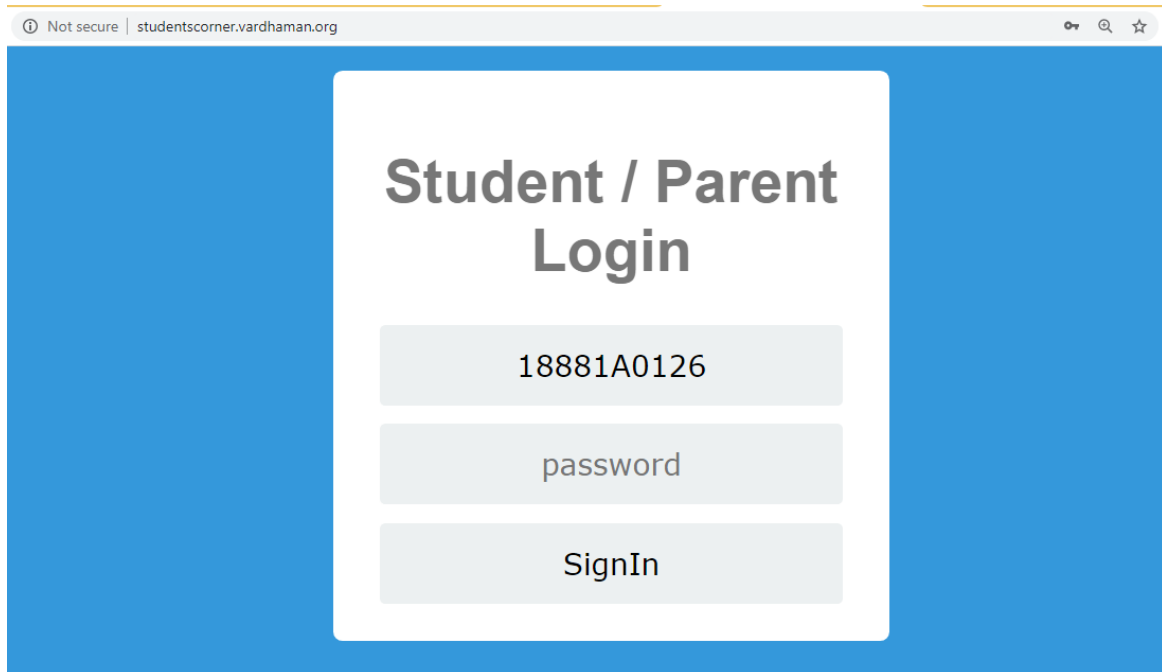 Not secure | studentscorner.vardhaman.org
Student / Parent
Login
18881A0126
password
SignIn